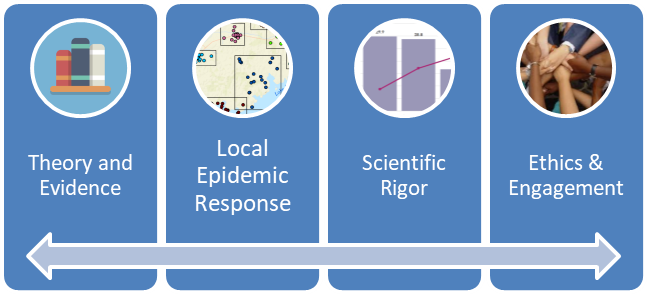 Theory and
Evidence
Local
Epidemic
Response
Scientific
Rigor
Ethics &
Engagement